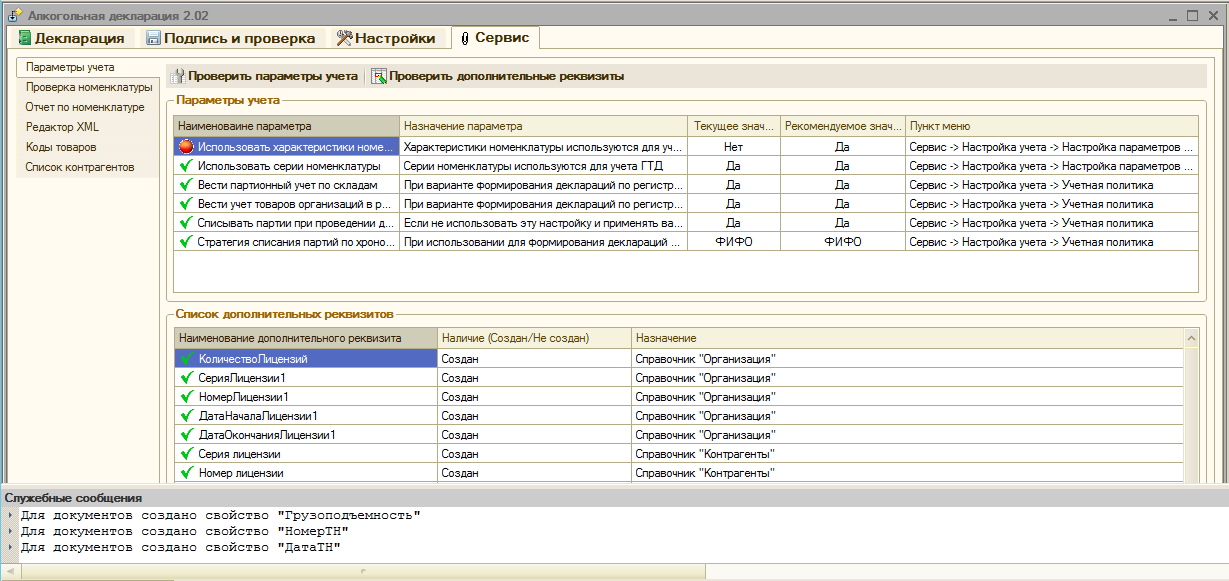 Алкогольная декларация 2.02
Декларация Подпись и проверка Настройки Сервис
Параметры учета
Проверка номенклатуры
Отчет по номенклатуре
Редактор XML
Коды товаров
Список контрагентов
Проверить параметры учета Проверить дополнительные реквизиты
Параметры учета
Наименоваине параметра Назначение параметра Текущее знач... Рекомендуемое знач... Пункт меню
Использовать характеристики номе... Характеристики номенклатуры используются для уч... Нет Да Сервис -> Настройка учета -> Настройка параметров ...
Использовать серии номенклатуры Серии номенклатуры используются для учета ГТД Да Да Сервис -> Настройка учета -> Настройка параметров ...
Вести партионный учет по складам При варианте формирования деклараций по регистр... Да Да Сервис -> Настройка учета -> Учетная политика
Вести учет товаров организаций в р... При варианте формирования деклараций по регистр... Да Да Сервис -> Настройка учета -> Учетная политика
Списывать партии при проведении д... Если не использовать эту настройку и применять ва... Да Да Сервис -> Настройка учета -> Учетная политика
Стратегия списания партий по хроно... При использовании для формирования деклараций ... ФИФО ФИФО Сервис -> Настройка учета -> Учетная политика
Список дополнительных реквизитов
Наименование дополнительного реквизита Наличие (Создан/Не создан) Назначение
КоличествоЛицензий Создан Справочник "Организация"
СерияЛицензии1 Создан Справочник "Организация"
НомерЛицензии1 Создан Справочник "Организация"
ДатаНачалаЛицензии1 Создан Справочник "Организация"
ДатаОкончанияЛицензии1 Создан Справочник "Организация"
Серия лицензии Создан Справочник "Контрагенты"
Номер лицензии Создан Справочник "Контрагенты"
Служебные сообщения
Для документов создано свойство "Грузоподъемность"
Для документов создано свойство "НомерТН"
Для документов создано свойство "ДатаТН"